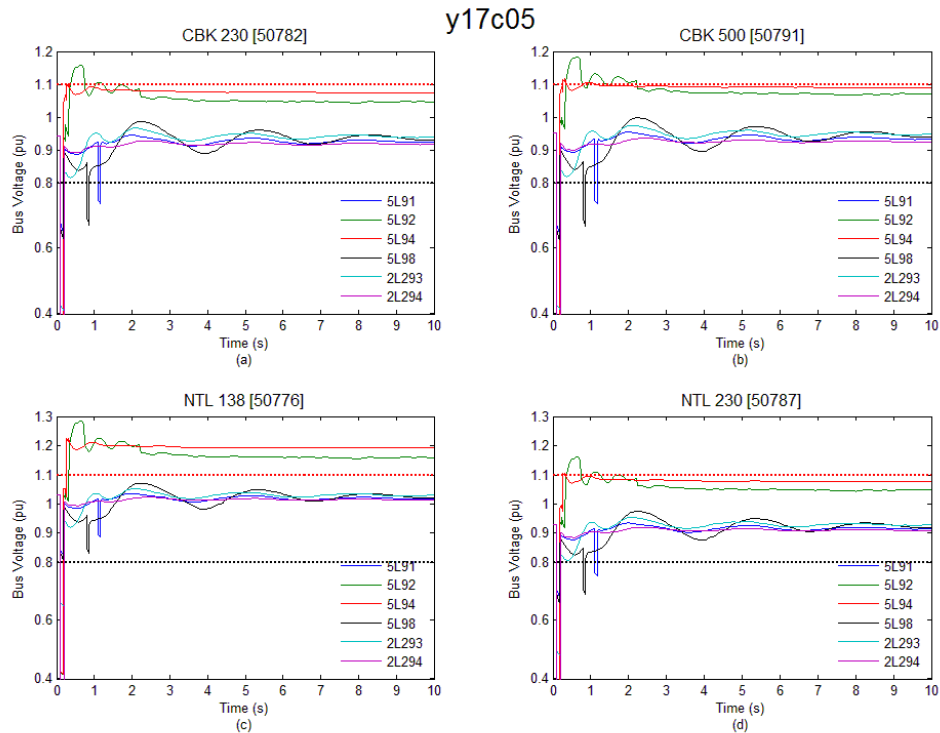 y17c05
CBK 230 [50782]
1.2
1.1
1
0.9
0.8
0.6
0.4
Bus Voltage (pu)
5L91
5L92
5L94
5L98
2L293
2L294
0 1 2 3 4 5 6 7 8 9 10
Time (s)
(a)
CBK 500 [50791]
1.2
1.1
1
0.9
0.8
0.6
0.4
Bus Voltage (pu)
5L91
5L92
5L94
5L98
2L293
2L294
0 1 2 3 4 5 6 7 8 9 10
Time (s)
(b)
NTL 138 [50776]
1.3
1.2
1.1
1
0.9
0.8
0.6
0.4
Bus Voltage (pu)
5L91
5L92
5L94
5L98
2L293
2L294
0 1 2 3 4 5 6 7 8 9 10
Time (s)
(c)
NTL 230 [50787]
1.3
1.2
1.1
1
0.9
0.8
0.6
0.4
Bus Voltage (pu)
5L91
5L92
5L94
5L98
2L293
2L294
0 1 2 3 4 5 6 7 8 9 10
Time (s)
(d)